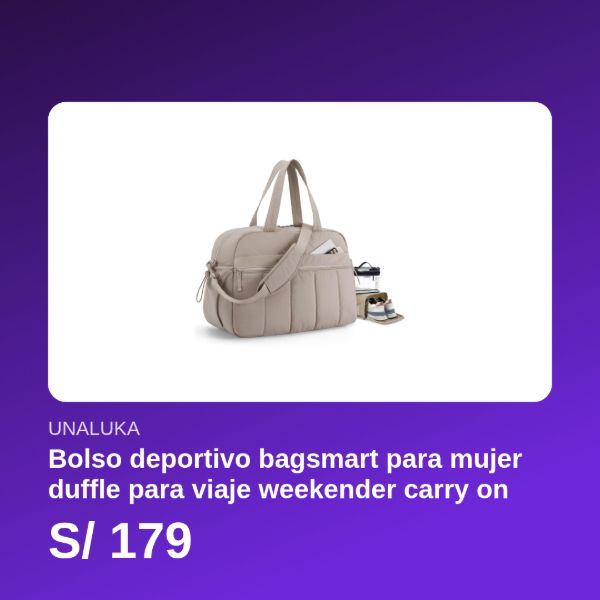 UNALUKA
Bolso deportivo bagsmart para mujer
duffle para viaje weekender carry on
S/ 179